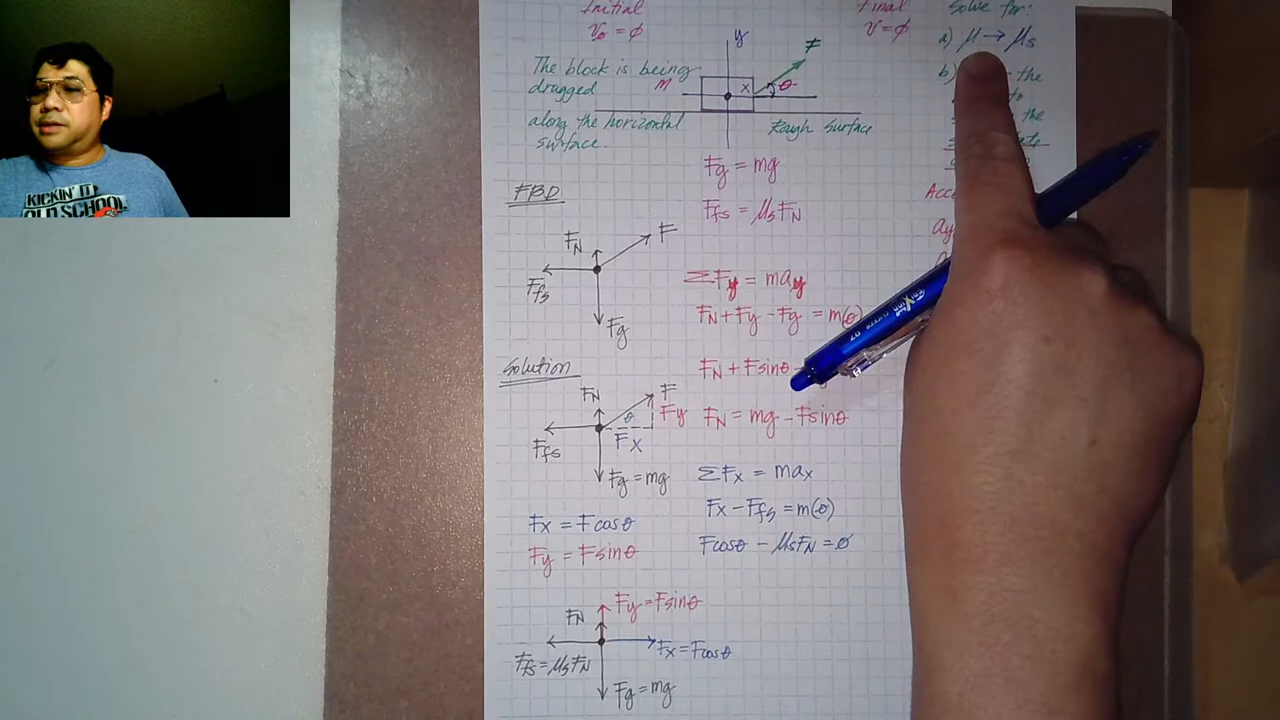 KICKIN' IT
OLD SCHOOL
Initial
v₀ = ϕ
Final
v = ϕ
Solve for:
a) μ → μs
b)
the
to
the
y
F
The block is being
dragged
along the horizontal
surface.
m
x
θ
Rough Surface
Fg = mg
Ffs = μsFN
FBD
FN
F
Ffs
Fg
ΣFy = may
FN + Fy - Fg = m(ϕ)
FN + Fsinθ -
FN = mg - Fsinθ
Solution
FN
F
θ
Fy
Fx
Ffs
Fg = mg
ΣFx = max
Fx - Ffs = m(ϕ)
Fcosθ - μsFN = ϕ
Fx = Fcosθ
Fy = Fsinθ
Fy = Fsinθ
FN
Fx = Fcosθ
Ffs = μsFN
Fg = mg